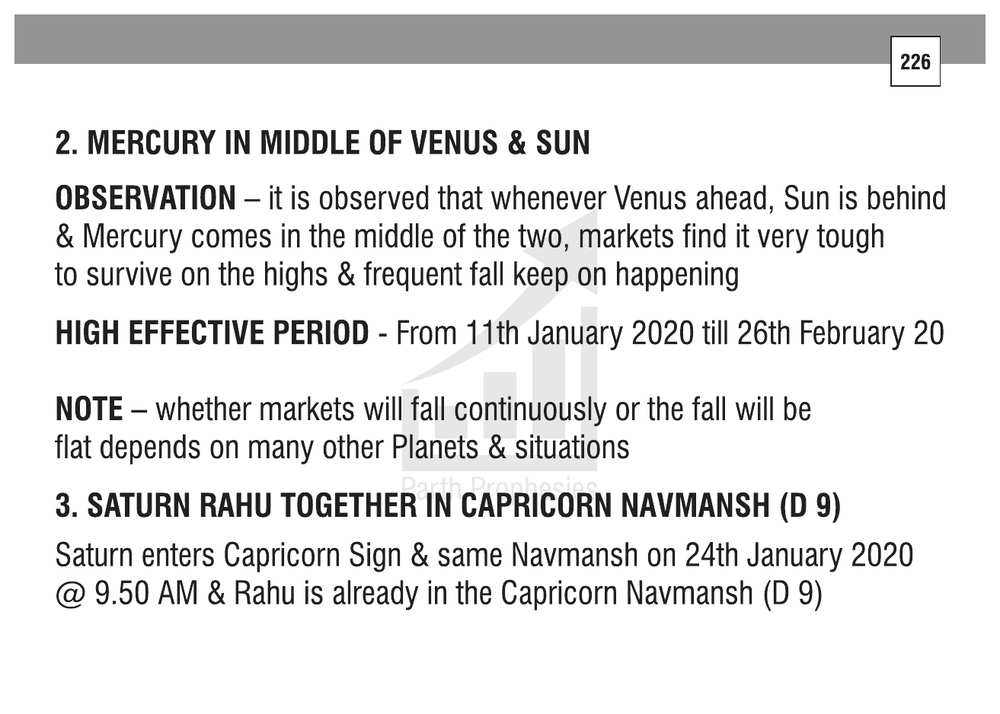 226
2. MERCURY IN MIDDLE OF VENUS & SUN
OBSERVATION – it is observed that whenever Venus ahead, Sun is behind
& Mercury comes in the middle of the two, markets find it very tough
to survive on the highs & frequent fall keep on happening
HIGH EFFECTIVE PERIOD - From 11th January 2020 till 26th February 20
NOTE – whether markets will fall continuously or the fall will be
flat depends on many other Planets & situations
Parth Prophesies
3. SATURN RAHU TOGETHER IN CAPRICORN NAVMANSH (D 9)
Saturn enters Capricorn Sign & same Navmansh on 24th January 2020
@ 9.50 AM & Rahu is already in the Capricorn Navmansh (D 9)